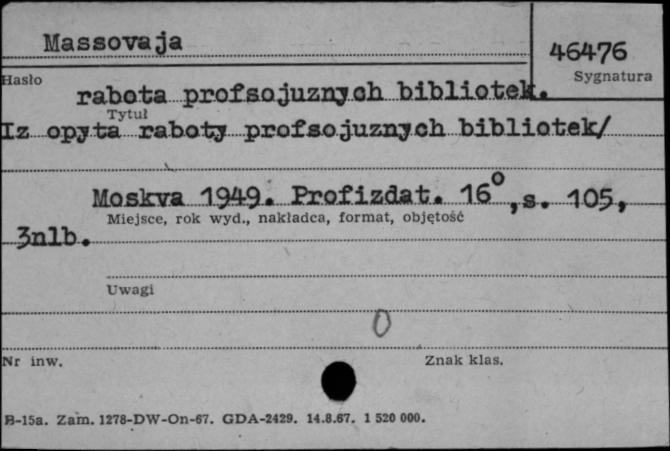 Massovaja
46476
Hasło
Sygnatura
rabota profsojuznych bibliotek.
Tytuł
Iz opyta raboty profsojuznych bibliotek/
Moskva 1949. Profizdat. 16°, s. 105,
Miejsce, rok wyd., nakładca, format, objętość
3nlb.
Uwagi
0
Nr inw.
Znak klas.
B-15a. Zam. 1278-DW-On-67. GDA-2429. 14.8.67. 1 520 000.